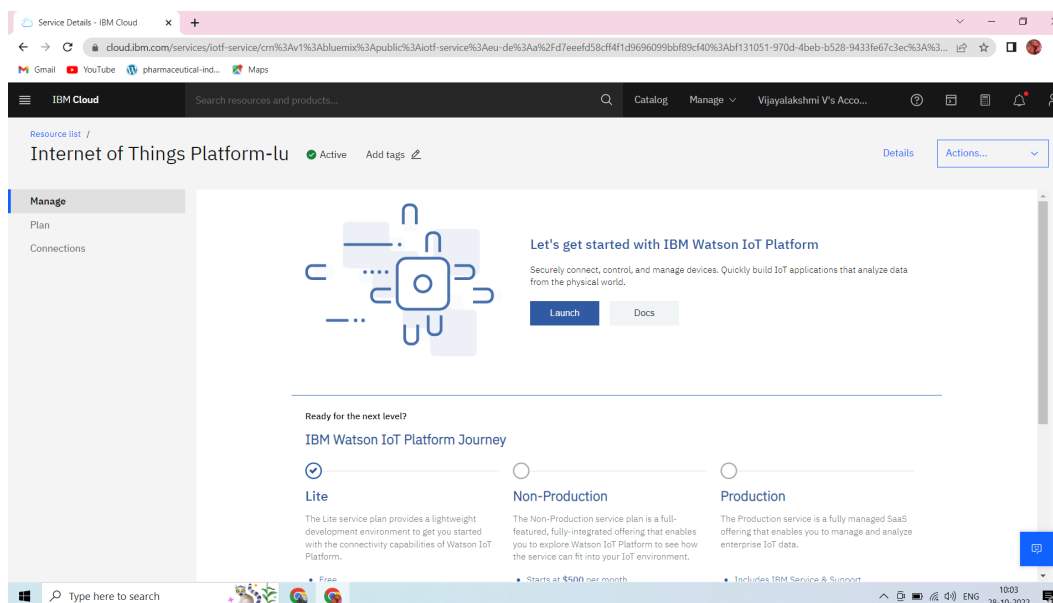 Service Details - IBM Cloud
cloud.ibm.com/services/iotf-service/crn%3Av1%3Abluemix%3Apublic%3Aiotf-service%3Aeu-de%3Aa%2Fd7eeefd58cff4f1d9696099bbf89cf40%3Abf131051-970d-4beb-b528-9433fe67c3ec%3A%3...
Gmail YouTube pharmaceutical-ind... Maps
IBM Cloud Search resources and products... Catalog Manage Vijayalakshmi V's Acco...
Resource list /
Internet of Things Platform-lu Active Add tags Details Actions...
Manage
Plan
Connections
Let's get started with IBM Watson IoT Platform
Securely connect, control, and manage devices. Quickly build IoT applications that analyze data
from the physical world.
Launch Docs
Ready for the next level?
IBM Watson IoT Platform Journey
Lite
The Lite service plan provides a lightweight
development environment to get you started
with the connectivity capabilities of Watson IoT
Platform.
• Free
Non-Production
The Non-Production service plan is a full-
featured, fully-integrated offering that enables
you to explore Watson IoT Platform to see how
the service can fit into your IoT environment.
• Starts at $500 per month
Production
The Production service is a fully managed SaaS
offering that enables you to manage and analyze
enterprise IoT data.
• Includes IBM Service & Support
Type here to search
ENG
10:03
28-10-2022